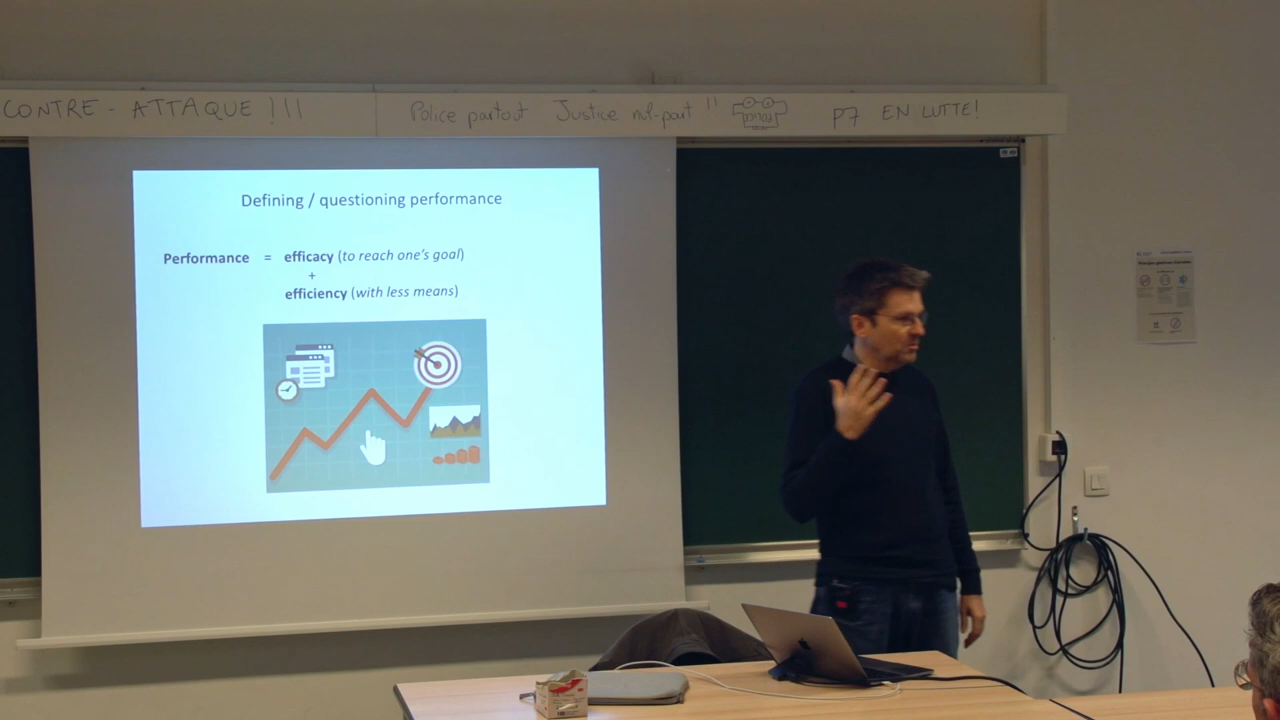 CONTRE - ATTAQUE !!!
Police partout Justice nul-part !!
P7 EN LUTTE!
Defining / questioning performance
Performance = efficacy (to reach one's goal)
+
efficiency (with less means)